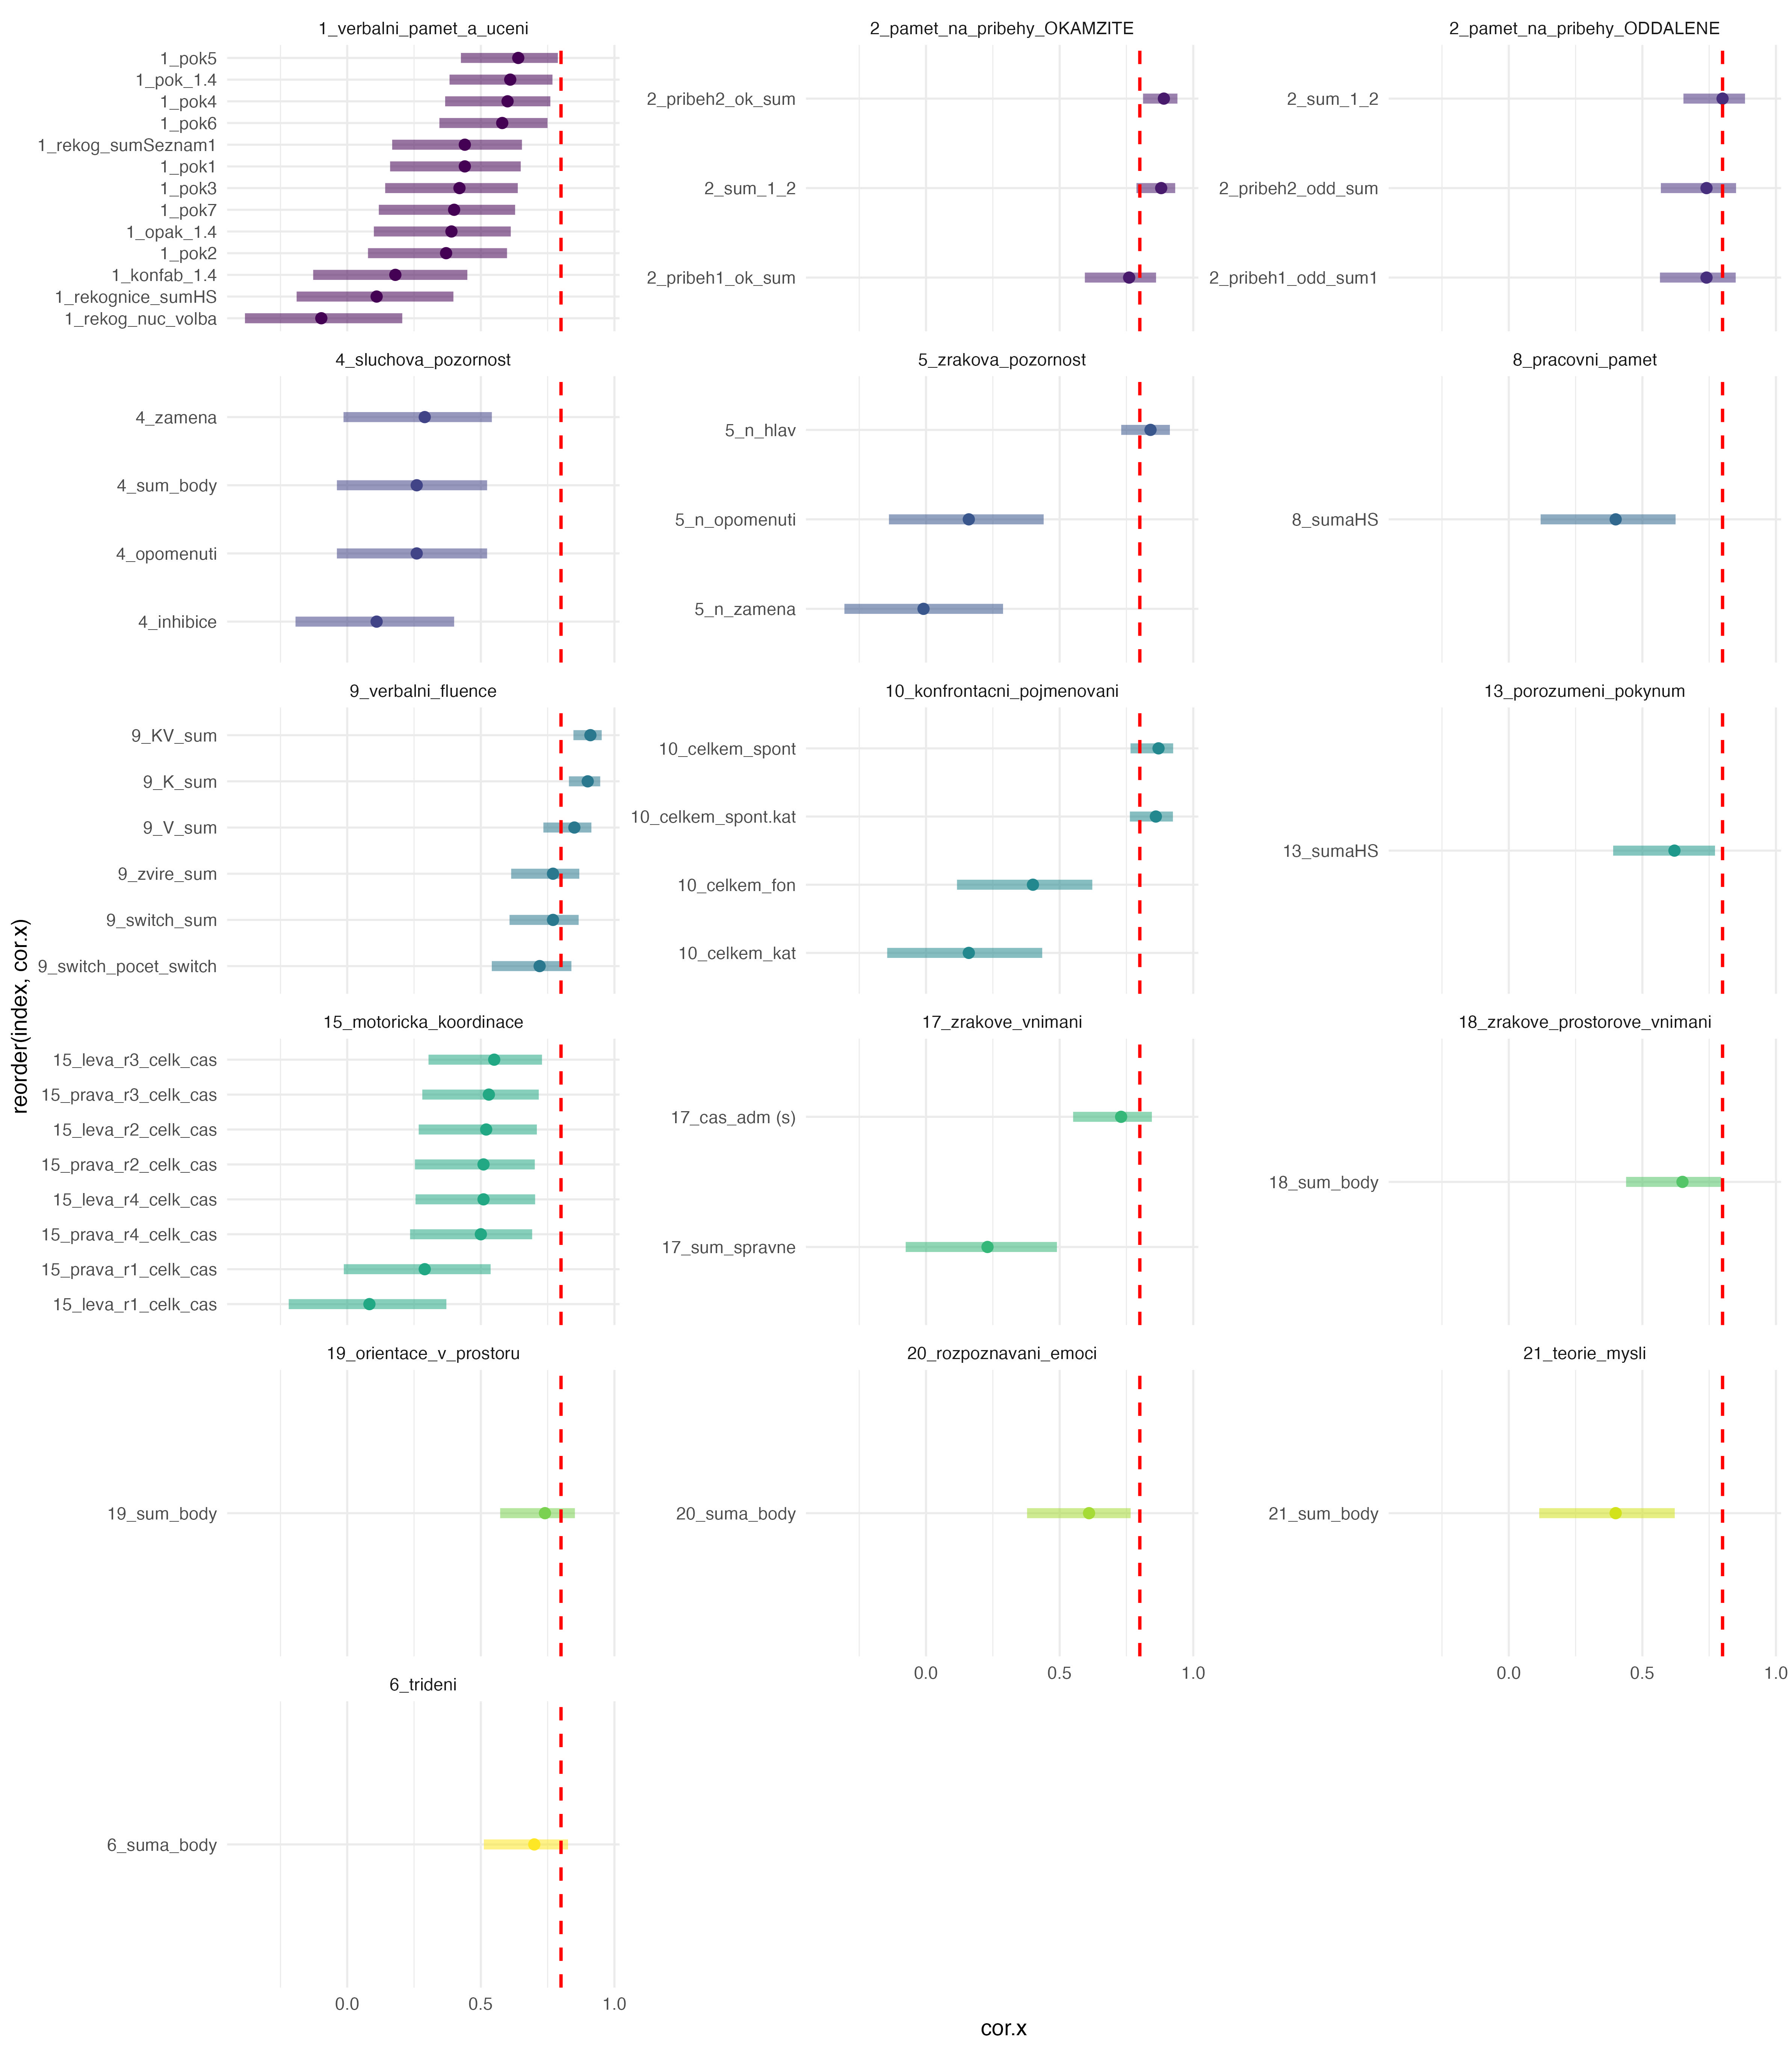 1_verbalni_pamet_a_uceni
1_pok5
1_pok_1.4
1_pok4
1_pok6
1_rekog_sumSeznam1
1_pok1
1_pok3
1_pok7
1_opak_1.4
1_pok2
1_konfab_1.4
1_rekognice_sumHS
1_rekog_nuc_volba
2_pamet_na_pribehy_OKAMZITE
2_pribeh2_ok_sum
2_sum_1_2
2_pribeh1_ok_sum
2_pamet_na_pribehy_ODDALENE
2_sum_1_2
2_pribeh2_odd_sum
2_pribeh1_odd_sum1
4_sluchova_pozornost
4_zamena
4_sum_body
4_opomenuti
4_inhibice
5_zrakova_pozornost
5_n_hlav
5_n_opomenuti
5_n_zamena
8_pracovni_pamet
8_sumaHS
9_verbalni_fluence
9_KV_sum
9_K_sum
9_V_sum
9_zvire_sum
9_switch_sum
9_switch_pocet_switch
10_konfrontacni_pojmenovani
10_celkem_spont
10_celkem_spont.kat
10_celkem_fon
10_celkem_kat
13_porozumeni_pokynum
13_sumaHS
15_motoricka_koordinace
15_leva_r3_celk_cas
15_prava_r3_celk_cas
15_leva_r2_celk_cas
15_prava_r2_celk_cas
15_leva_r4_celk_cas
15_prava_r4_celk_cas
15_prava_r1_celk_cas
15_leva_r1_celk_cas
17_zrakove_vnimani
17_cas_adm (s)
17_sum_spravne
18_zrakove_prostorove_vnimani
18_sum_body
19_orientace_v_prostoru
19_sum_body
20_rozpoznavani_emoci
20_suma_body
0.0 0.5 1.0
21_teorie_mysli
21_sum_body
0.0 0.5 1.0
6_trideni
6_suma_body
0.0 0.5 1.0
cor.x
reorder(index, cor.x)